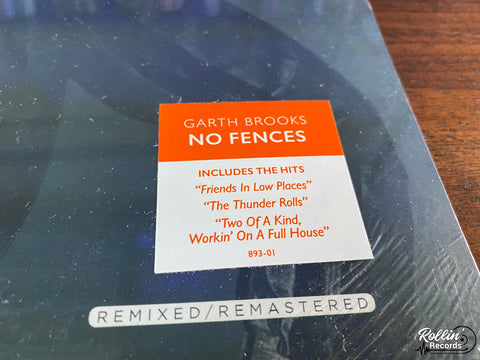 GARTH BROOKS
NO FENCES
INCLUDES THE HITS
“Friends In Low Places”
“The Thunder Rolls”
“Two Of A Kind,
Workin’ On A Full House”
893-01
REMIXED/REMASTERED
Rollin
Records